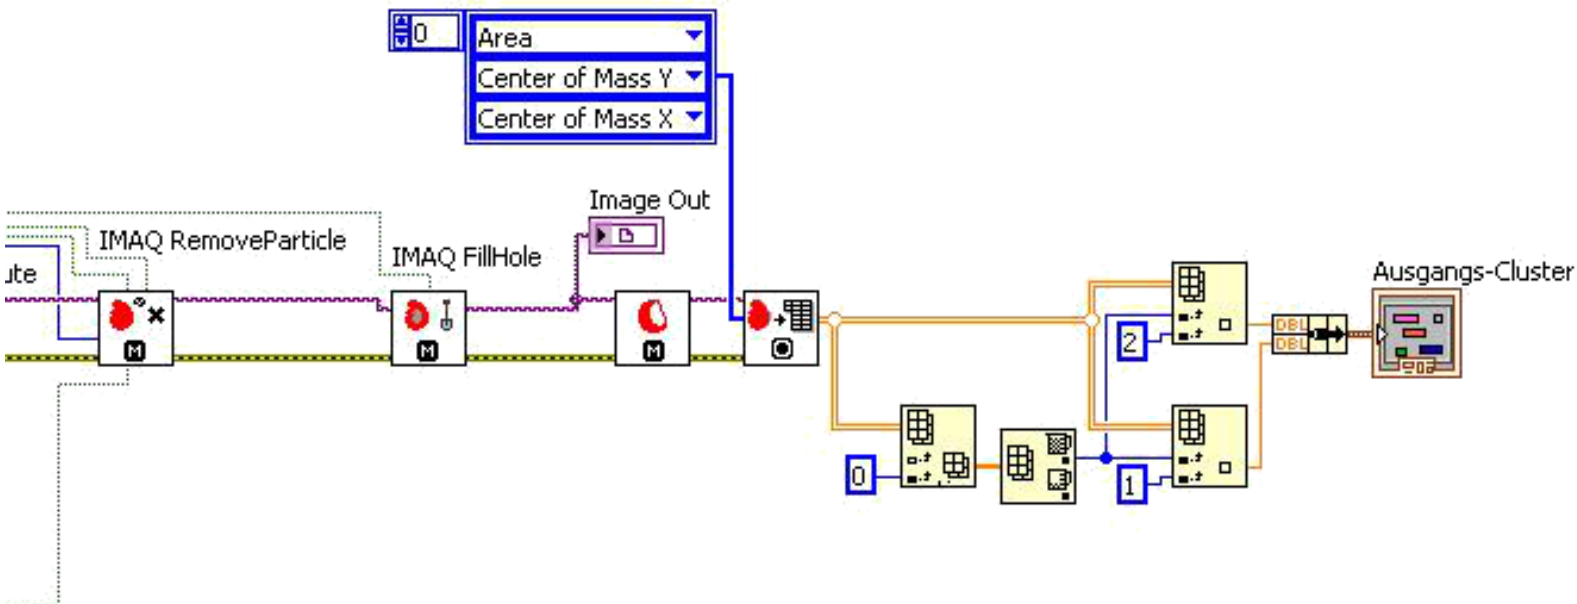 0
Area
Center of Mass Y
Center of Mass X
Image Out
IMAQ RemoveParticle
IMAQ FillHole
ute
Ausgangs-Cluster
M
M
M
2
DBL
DBL
0
1